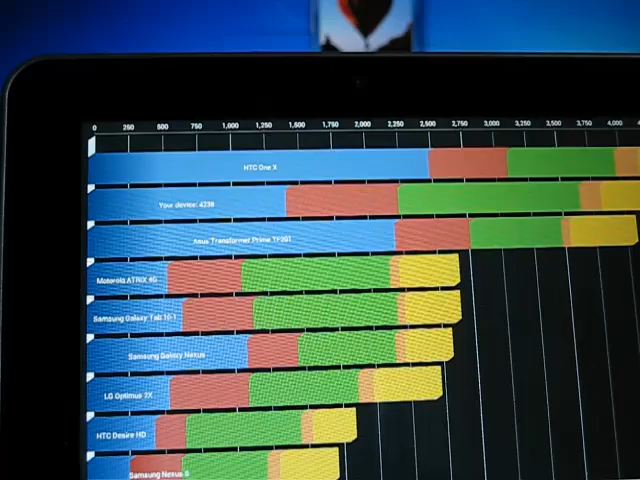 0 250 500 750 1,000 1,250 1,500 1,750 2,000 2,250 2,500 2,750 3,000 3,250 3,500 3,750 4,000
HTC One X
Your device: 4238
Asus Transformer Prime TF201
Motorola ATRIX 4G
Samsung Galaxy Tab 10.1
Samsung Galaxy Nexus
LG Optimus 2X
HTC Desire HD
Samsung Nexus S